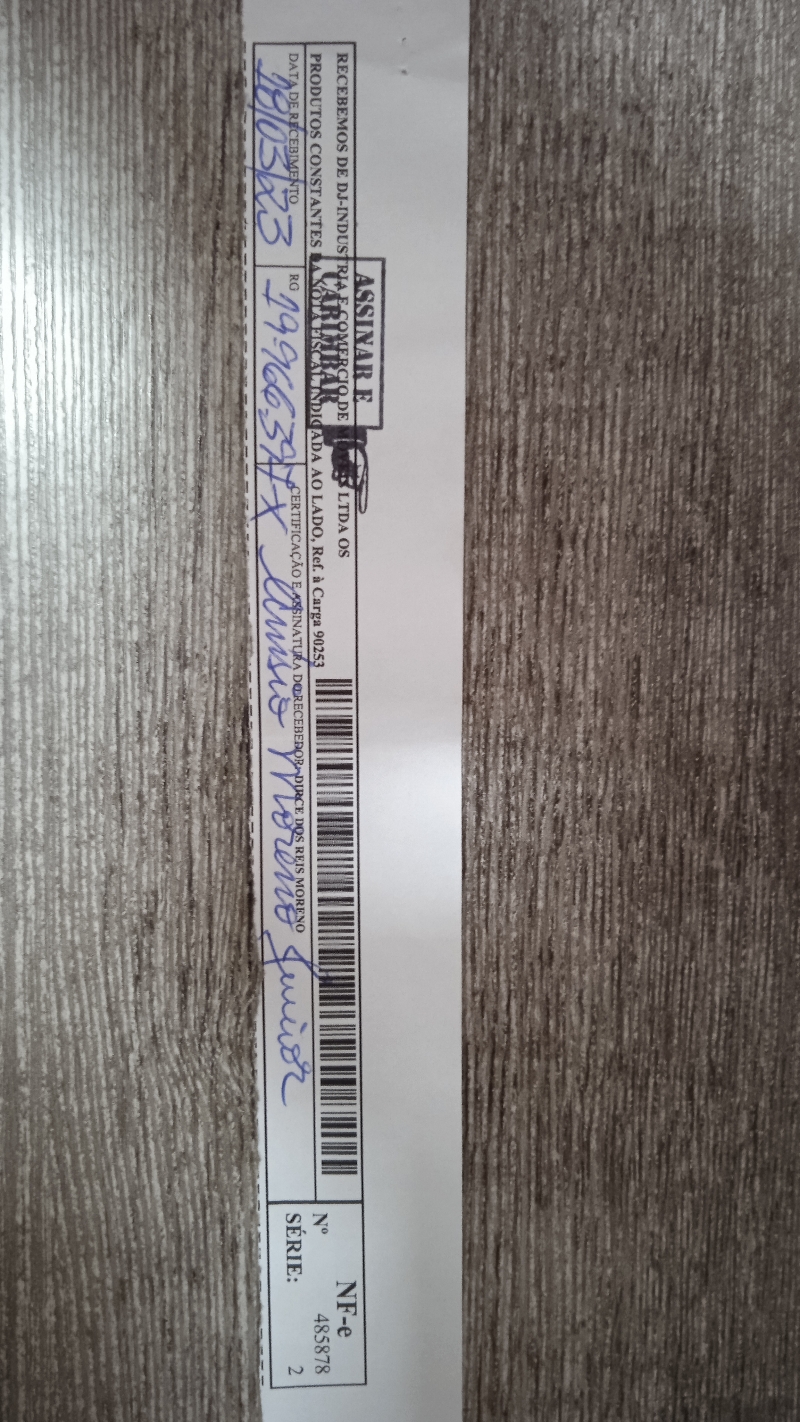 ASSINAR E
CARIMBAR
RECEBEMOS DE DJ-INDUSTRIA E COMERCIO DE LTDA OS
PRODUTOS CONSTANTES DA NOTA FISCAL INDICADA AO LADO, Ref. à Carga 90253
DATA DE RECEBIMENTO
18/03/23
RG
19.966.397-X
CERTIFICAÇÃO E ASSINATURA DO RECEBEDOR DIRCE DOS REIS MORENO
Moreno Junior
NF-e
Nº 485878
SÉRIE: 2